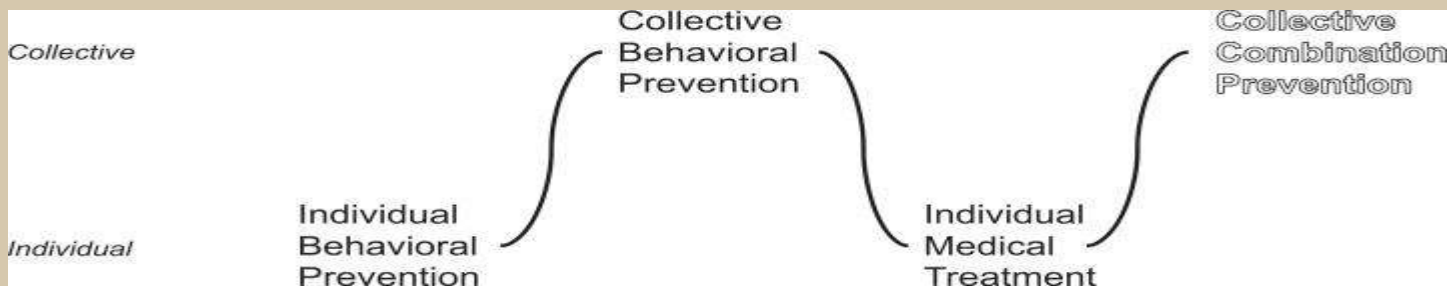 Collective
Individual
Individual
Behavioral
Prevention
Collective
Behavioral
Prevention
Individual
Medical
Treatment
Collective
Combination
Prevention